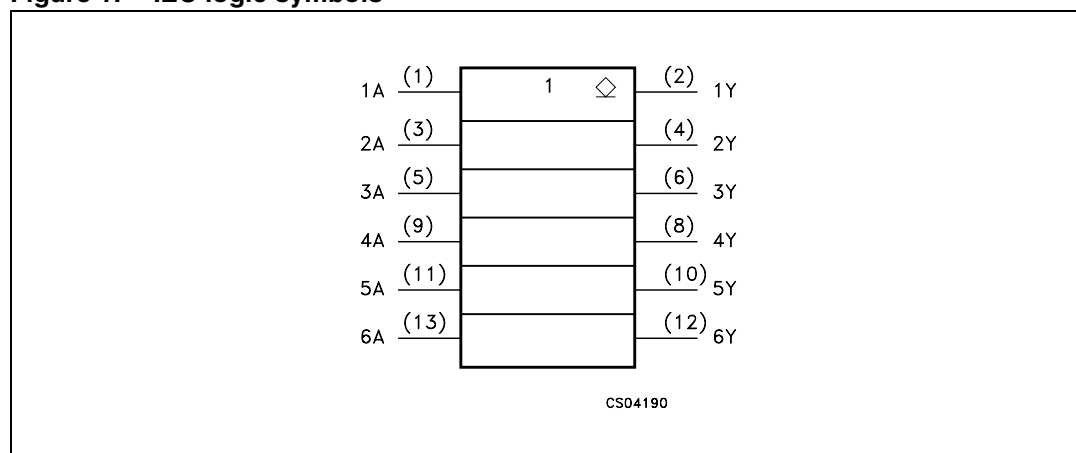 Figure 1. IEC logic symbols
1A (1) 1 (2) 1Y
2A (3) (4) 2Y
3A (5) (6) 3Y
4A (9) (8) 4Y
5A (11) (10) 5Y
6A (13) (12) 6Y
CS04190